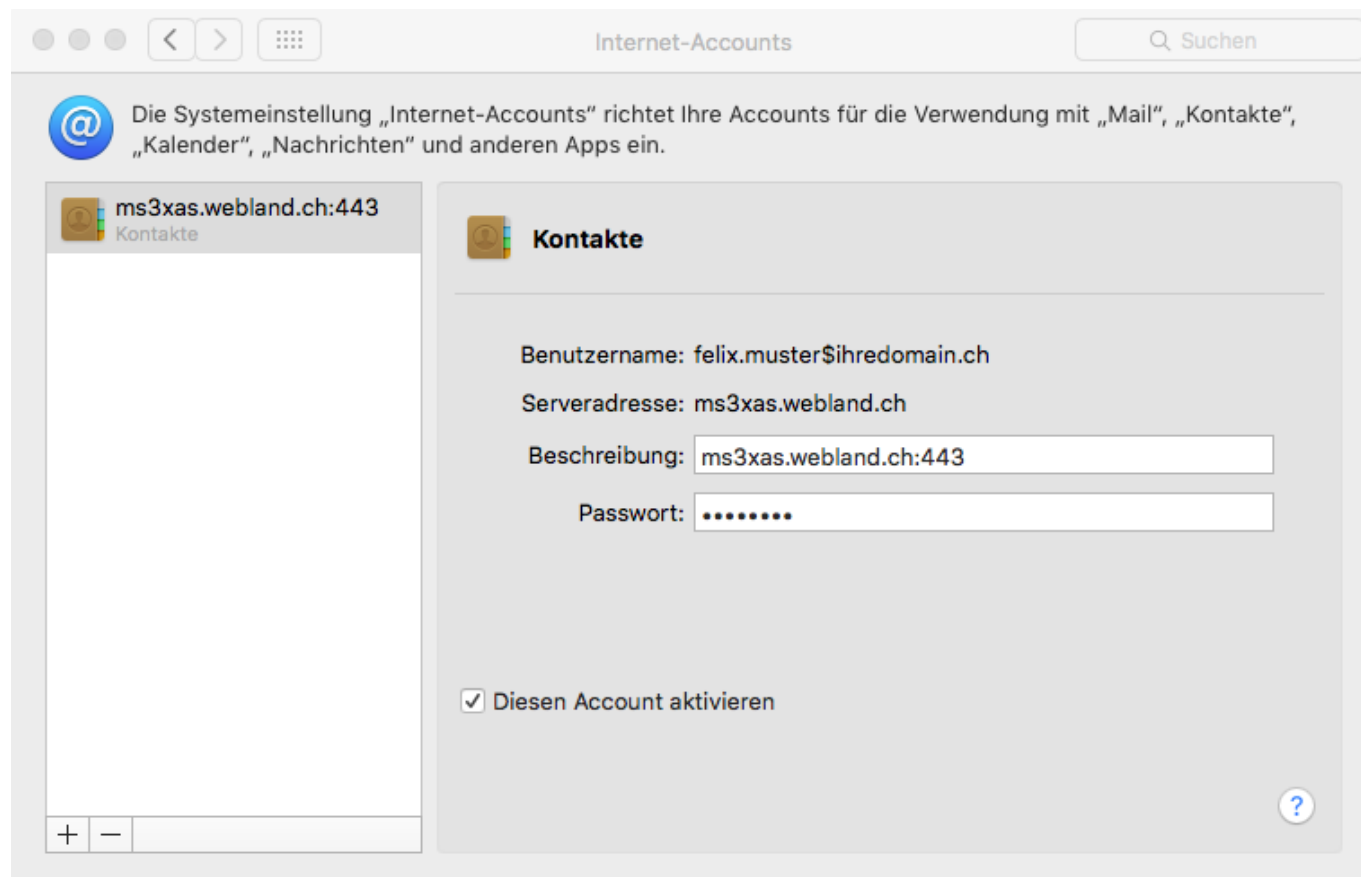 Internet-Accounts
Suchen
Die Systemeinstellung „Internet-Accounts“ richtet Ihre Accounts für die Verwendung mit „Mail“, „Kontakte“,
„Kalender“, „Nachrichten“ und anderen Apps ein.
ms3xas.webland.ch:443
Kontakte
Kontakte
Benutzername: felix.muster$ihredomain.ch
Serveradresse: ms3xas.webland.ch
Beschreibung: ms3xas.webland.ch:443
Passwort: ••••••••
Diesen Account aktivieren
?
+ −